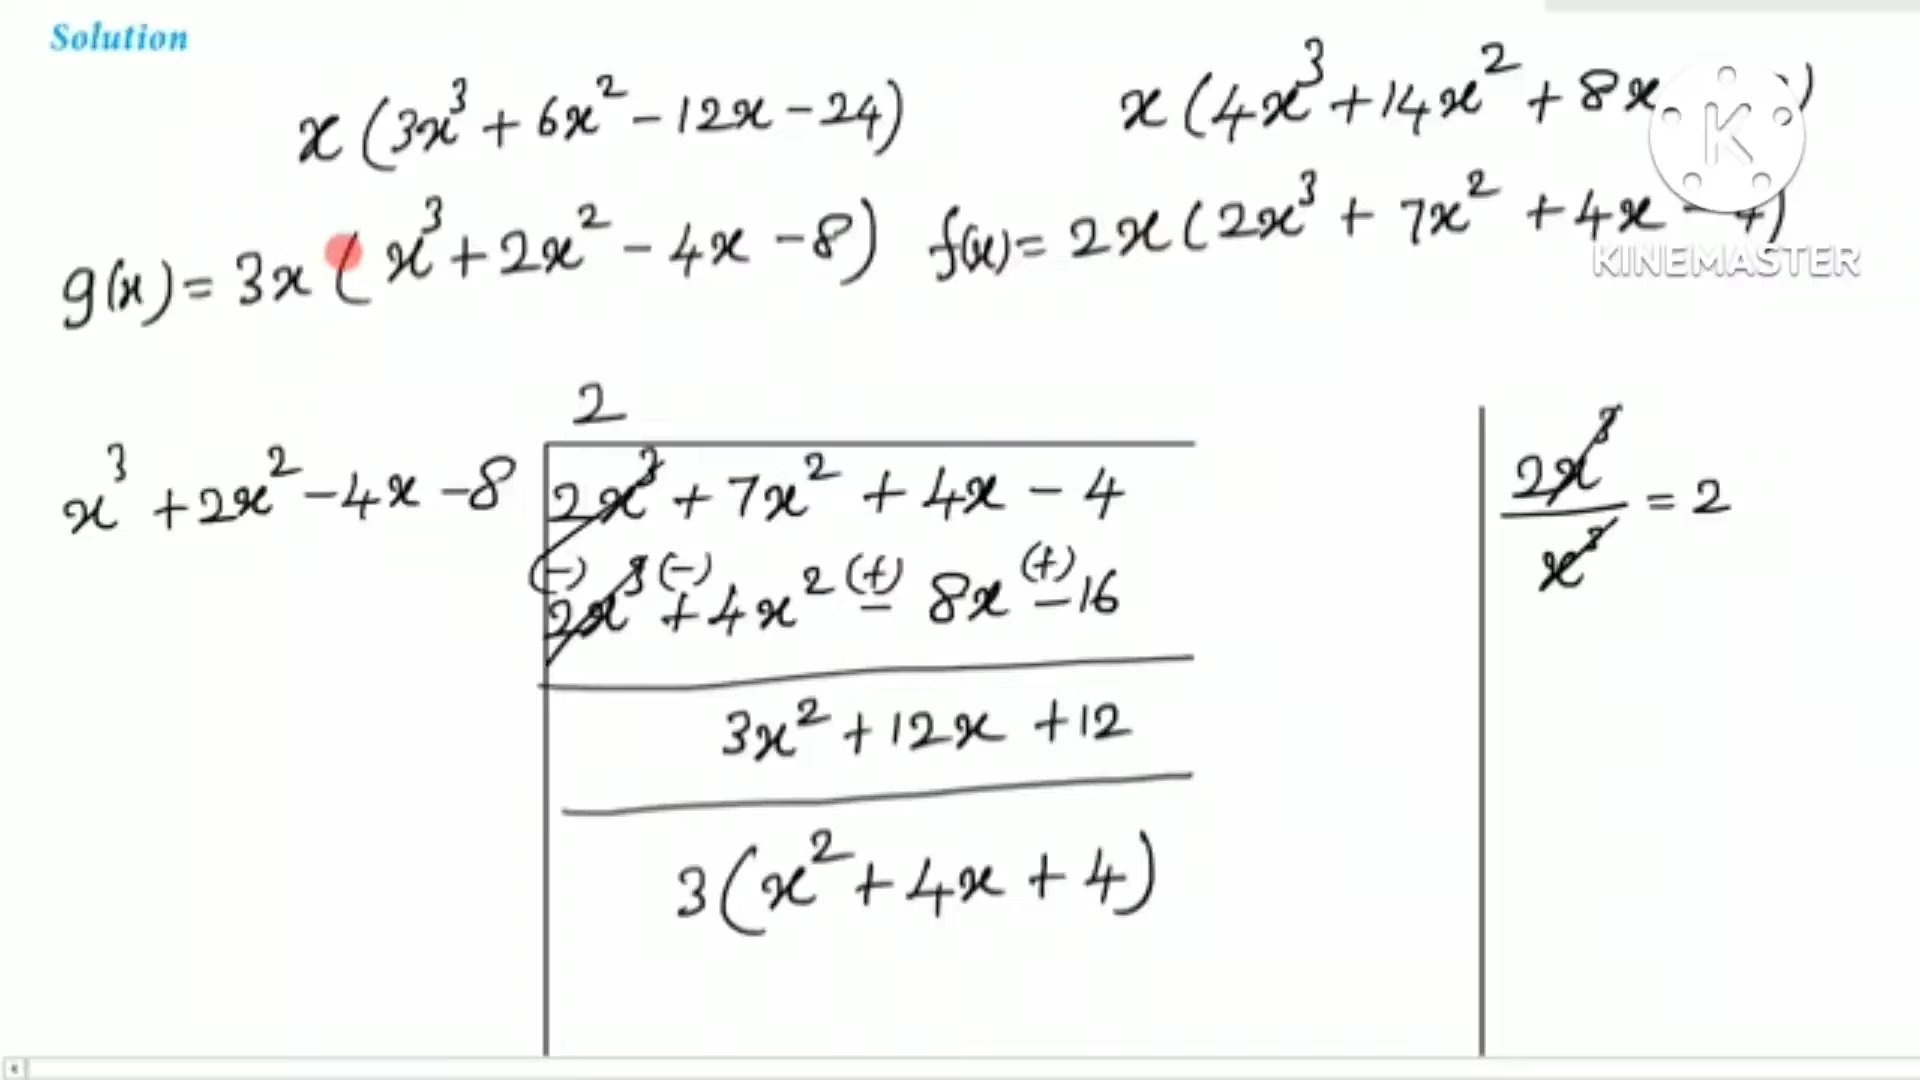 Solution
x(3x³ + 6x² - 12x - 24)
x(4x³ + 14x² + 8x )
g(x) = 3x(x³ + 2x² - 4x - 8)
f(x) = 2x(2x³ + 7x² + 4x - 4)
K
KINEMASTER
2
x³ + 2x² - 4x - 8
2x³ + 7x² + 4x - 4
(-) (-) (+) (+)
2x³ + 4x² - 8x - 16
3x² + 12x + 12
3(x² + 4x + 4)
2x³/x³ = 2